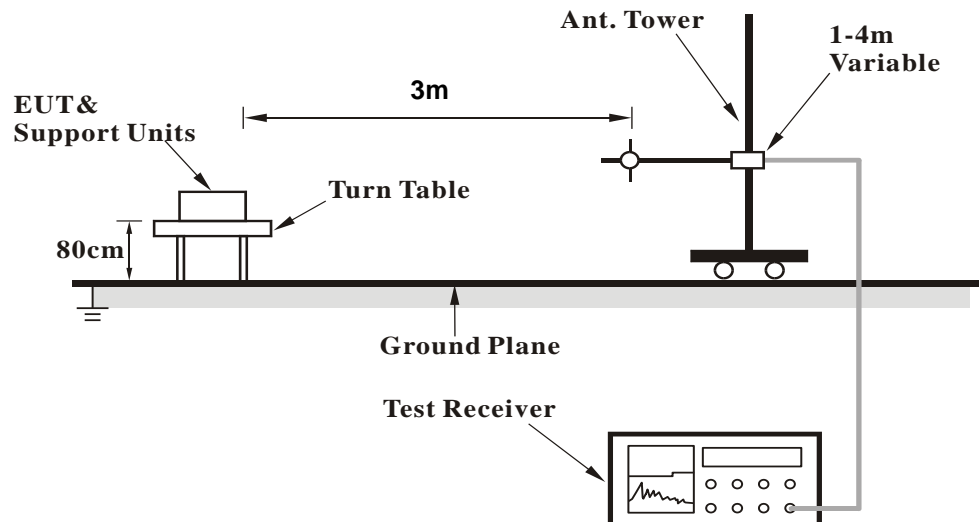 Ant. Tower
1-4m
Variable
3m
EUT&
Support Units
Turn Table
80cm
Ground Plane
Test Receiver